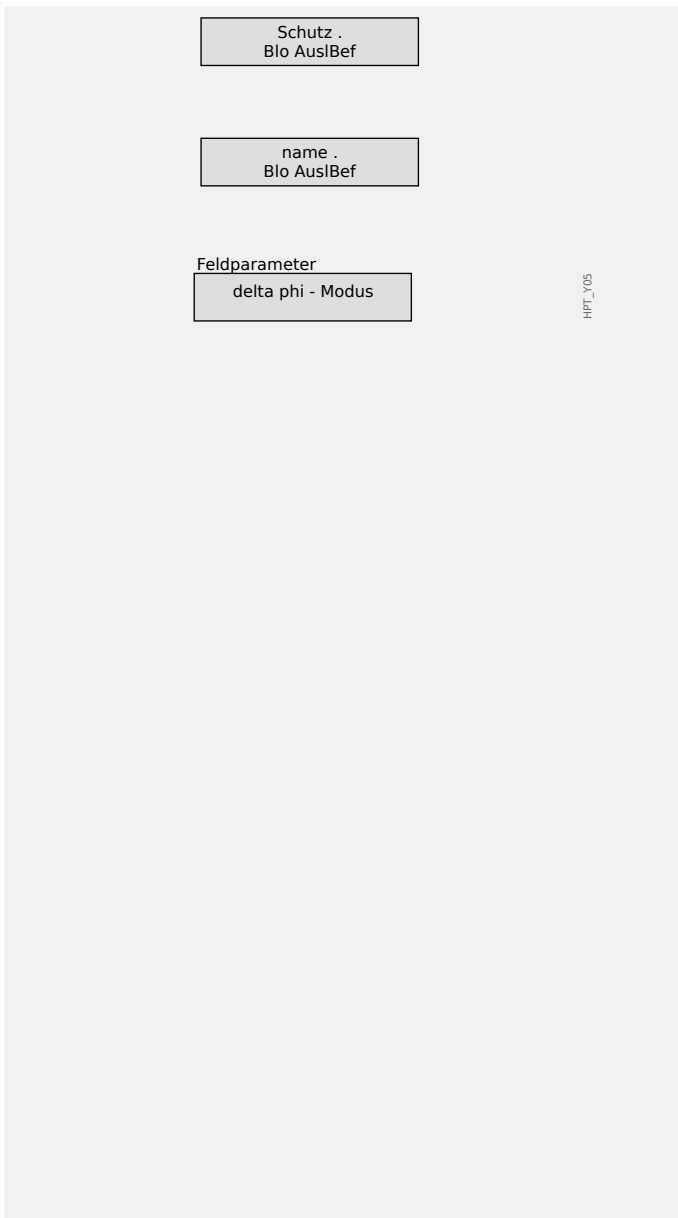 Schutz .
Blo AuslBef
name .
Blo AuslBef
Feldparameter
delta phi - Modus
HPT_Y05